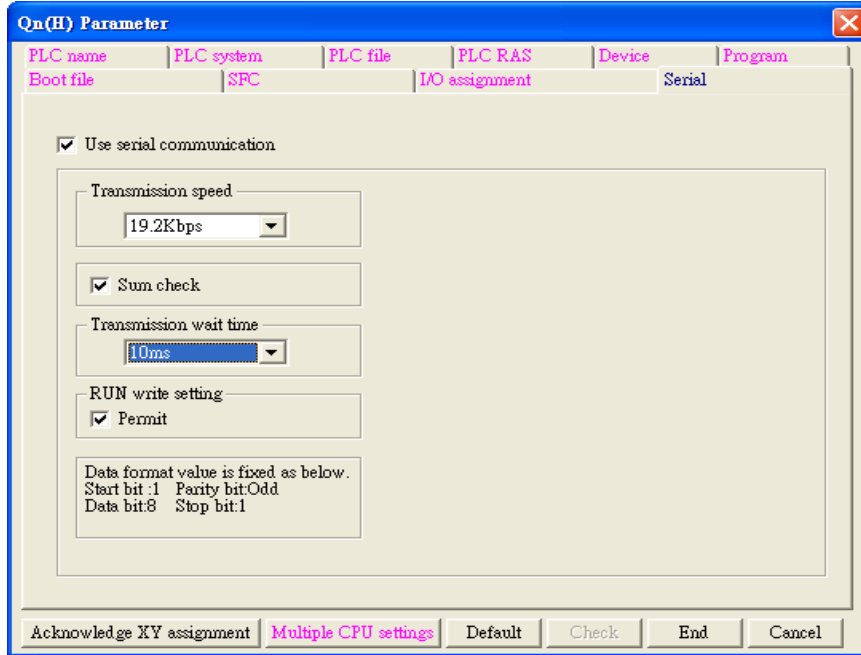 Qn(H) Parameter
PLC name PLC system PLC file PLC RAS Device Program
Boot file SFC I/O assignment Serial
Use serial communication
Transmission speed
19.2Kbps
Sum check
Transmission wait time
10ms
RUN write setting
Permit
Data format value is fixed as below.
Start bit :1 Parity bit:Odd
Data bit:8 Stop bit:1
Acknowledge XY assignment Multiple CPU settings Default Check End Cancel